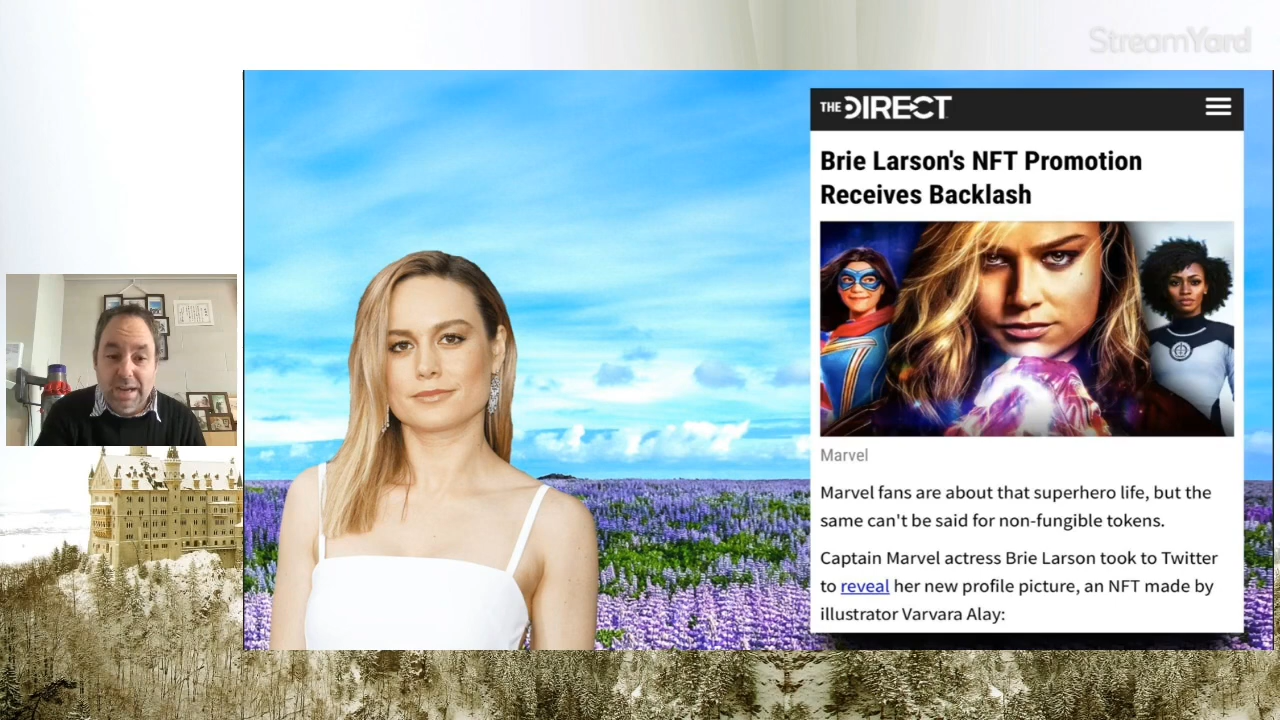 StreamYard
THE DIRECT
Brie Larson's NFT Promotion
Receives Backlash
Marvel
Marvel fans are about that superhero life, but the
same can't be said for non-fungible tokens.
Captain Marvel actress Brie Larson took to Twitter
to reveal her new profile picture, an NFT made by
illustrator Varvara Alay: